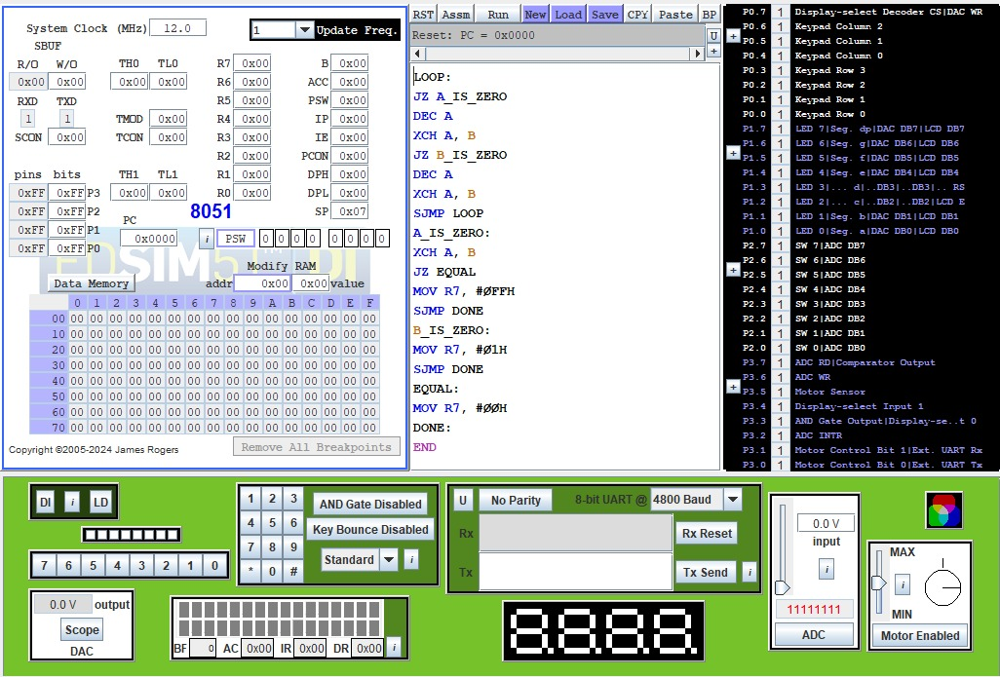 System Clock (MHz) 12.0 1 Update Freq.
SBUF
R/O W/O TH0 TL0 R7 0x00 B 0x00
0x00 0x00 0x00 0x00 R6 0x00 ACC 0x00
RXD TXD R5 0x00 PSW 0x00
1 1 TMOD 0x00 R4 0x00 IP 0x00
SCON 0x00 TCON 0x00 R3 0x00 IE 0x00
R2 0x00 PCON 0x00
pins bits TH1 TL1 R1 0x00 DPH 0x00
0xFF 0xFF P3 0x00 0x00 R0 0x00 DPL 0x00
0xFF 0xFF P2 8051 SP 0x07
0xFF 0xFF P1 PC
0x0000 i PSW 0 0 0 0 0 0 0 0
0xFF 0xFF P0
EDSIM51 DI
Modify RAM
Data Memory addr 0x00 0x00 value
0 1 2 3 4 5 6 7 8 9 A B C D E F
00 00 00 00 00 00 00 00 00 00 00 00 00 00 00 00 00
10 00 00 00 00 00 00 00 00 00 00 00 00 00 00 00 00
20 00 00 00 00 00 00 00 00 00 00 00 00 00 00 00 00
30 00 00 00 00 00 00 00 00 00 00 00 00 00 00 00 00
40 00 00 00 00 00 00 00 00 00 00 00 00 00 00 00 00
50 00 00 00 00 00 00 00 00 00 00 00 00 00 00 00 00
60 00 00 00 00 00 00 00 00 00 00 00 00 00 00 00 00
70 00 00 00 00 00 00 00 00 00 00 00 00 00 00 00 00
Copyright ©2005-2024 James Rogers Remove All Breakpoints
RST Assm Run New Load Save CPY Paste BP
Reset: PC = 0x0000 U
+
LOOP:
JZ A_IS_ZERO
DEC A
XCH A, B
JZ B_IS_ZERO
DEC A
XCH A, B
SJMP LOOP
A_IS_ZERO:
XCH A, B
JZ EQUAL
MOV R7, #0FFH
SJMP DONE
B_IS_ZERO:
MOV R7, #01H
SJMP DONE
EQUAL:
MOV R7, #00H
DONE:
END
P0.7 1 Display-select Decoder CS|DAC WR
P0.6 1 Keypad Column 2
+ P0.5 1 Keypad Column 1
P0.4 1 Keypad Column 0
P0.3 1 Keypad Row 3
P0.2 1 Keypad Row 2
P0.1 1 Keypad Row 1
P0.0 1 Keypad Row 0
P1.7 1 LED 7|Seg. dp|DAC DB7|LCD DB7
P1.6 1 LED 6|Seg. g|DAC DB6|LCD DB6
+ P1.5 1 LED 5|Seg. f|DAC DB5|LCD DB5
P1.4 1 LED 4|Seg. e|DAC DB4|LCD DB4
P1.3 1 LED 3|... d|..DB3|..DB3|.. RS
P1.2 1 LED 2|... c|..DB2|..DB2|LCD E
P1.1 1 LED 1|Seg. b|DAC DB1|LCD DB1
P1.0 1 LED 0|Seg. a|DAC DB0|LCD DB0
P2.7 1 SW 7|ADC DB7
P2.6 1 SW 6|ADC DB6
+ P2.5 1 SW 5|ADC DB5
P2.4 1 SW 4|ADC DB4
P2.3 1 SW 3|ADC DB3
P2.2 1 SW 2|ADC DB2
P2.1 1 SW 1|ADC DB1
P2.0 1 SW 0|ADC DB0
P3.7 1 ADC RD|Comparator Output
P3.6 1 ADC WR
+ P3.5 1 Motor Sensor
P3.4 1 Display-select Input 1
P3.3 1 AND Gate Output|Display-se..t 0
P3.2 1 ADC INTR
P3.1 1 Motor Control Bit 1|Ext. UART Rx
P3.0 1 Motor Control Bit 0|Ext. UART Tx
DI i LD
7 6 5 4 3 2 1 0
0.0 V output
Scope
DAC
1 2 3 AND Gate Disabled
4 5 6 Key Bounce Disabled
7 8 9 Standard i
* 0 #
BF 0 AC 0x00 IR 0x00 DR 0x00 i
U No Parity 8-bit UART @ 4800 Baud
Rx Rx Reset
Tx Tx Send i
8.8.8.8.
0.0 V
input
i
11111111
ADC
MAX
i
MIN
Motor Enabled